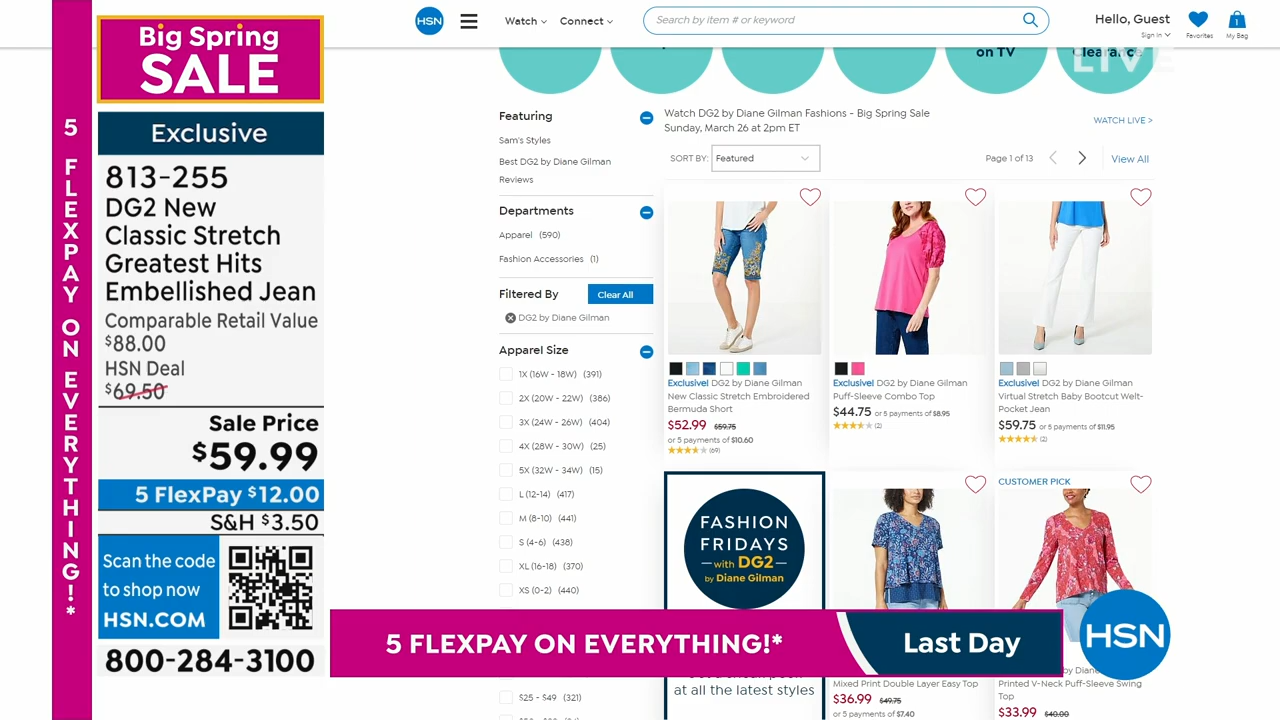 Big Spring
SALE
Exclusive
813-255
DG2 New
Classic Stretch
Greatest Hits
Embellished Jean
Comparable Retail Value
$88.00
HSN Deal
$69.50
Sale Price
$59.99
5 FlexPay $12.00
S&H $3.50
Scan the code
to shop now
HSN.COM
800-284-3100
5 FLEXPAY ON EVERYTHING!*
HSN
Watch
Connect
Search by item # or keyword
Hello, Guest
Sign in
Favorites
1
My Bag
on TV
Clearance
LIVE
Featuring
Sam's Styles
Best DG2 by Diane Gilman
Reviews
Departments
Apparel (590)
Fashion Accessories (1)
Filtered By
Clear All
DG2 by Diane Gilman
Apparel Size
1X (16W - 18W) (391)
2X (20W - 22W) (386)
3X (24W - 26W) (404)
4X (28W - 30W) (25)
5X (32W - 34W) (15)
L (12-14) (417)
M (8-10) (441)
S (4-6) (438)
XL (16-18) (370)
XS (0-2) (440)
$25 - $49 (321)
Watch DG2 by Diane Gilman Fashions - Big Spring Sale
Sunday, March 26 at 2pm ET
WATCH LIVE >
SORT BY:
Featured
Page 1 of 13
View All
Exclusive! DG2 by Diane Gilman
New Classic Stretch Embroidered
Bermuda Short
$52.99 $59.75
or 5 payments of $10.60
(69)
Exclusive! DG2 by Diane Gilman
Puff-Sleeve Combo Top
$44.75 or 5 payments of $8.95
(2)
Exclusive! DG2 by Diane Gilman
Virtual Stretch Baby Bootcut Welt-
Pocket Jean
$59.75 or 5 payments of $11.95
(2)
FASHION
FRIDAYS
with DG2
by Diane Gilman
at all the latest styles
Mixed Print Double Layer Easy Top
$36.99 $49.75
or 5 payments of $7.40
CUSTOMER PICK
by Diane
Printed V-Neck Puff-Sleeve Swing
Top
$33.99 $40.00
5 FLEXPAY ON EVERYTHING!*
Last Day
HSN